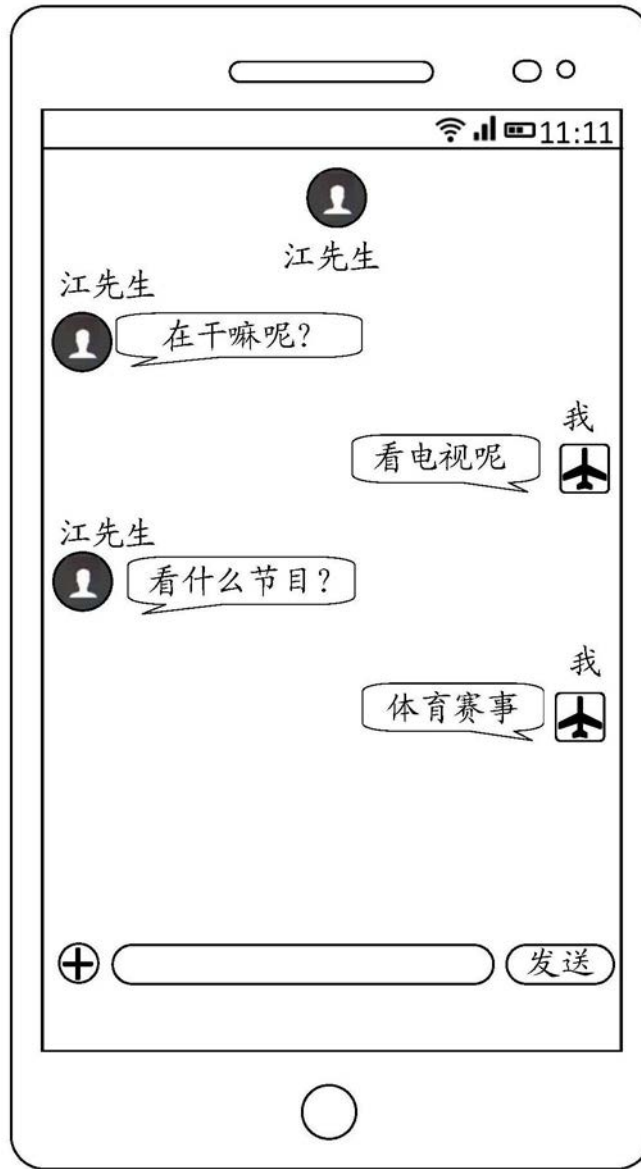 11:11
江先生
江先生
在干嘛呢?
我
看电视呢
江先生
看什么节目?
我
体育赛事
发送